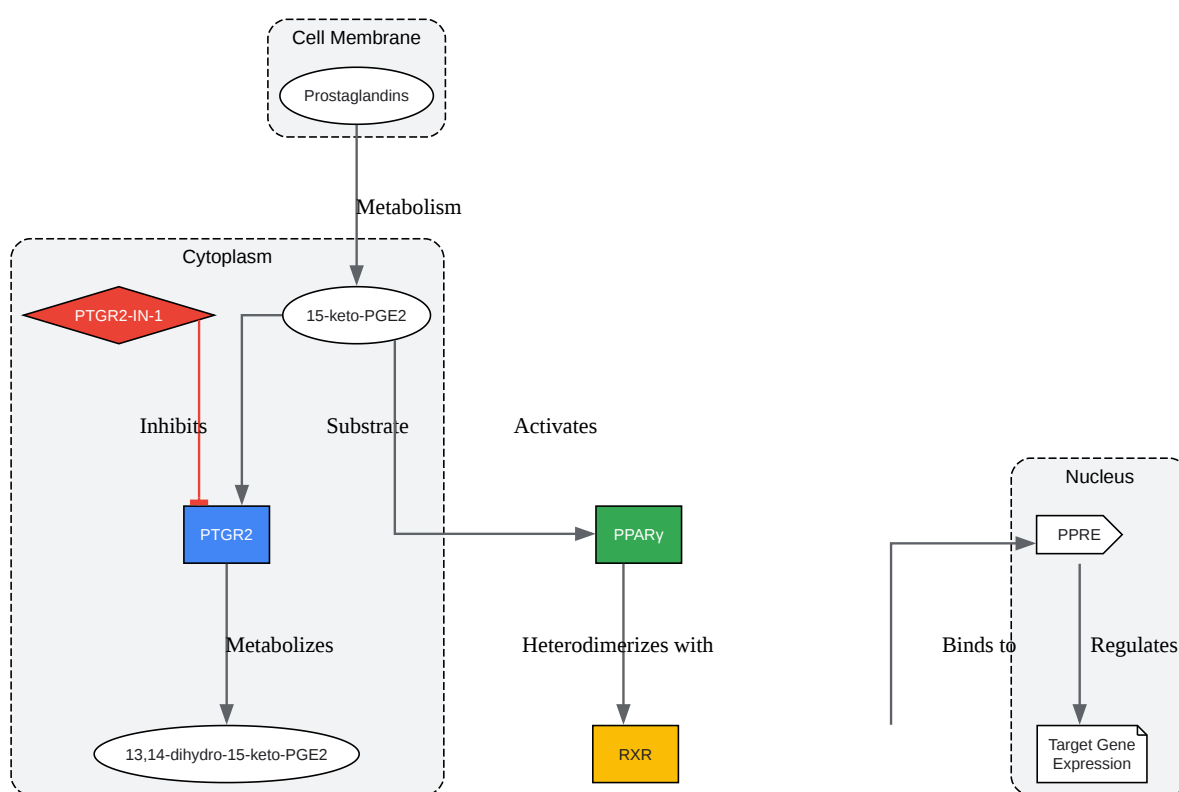 Cell Membrane
Prostaglandins
Metabolism
Cytoplasm
PTGR2-IN-1
15-keto-PGE2
Inhibits
Substrate
Activates
Nucleus
PTGR2
PPARγ
PPRE
Metabolizes
Heterodimerizes with
Binds to
Regulates
13,14-dihydro-15-keto-PGE2
RXR
Target Gene
Expression